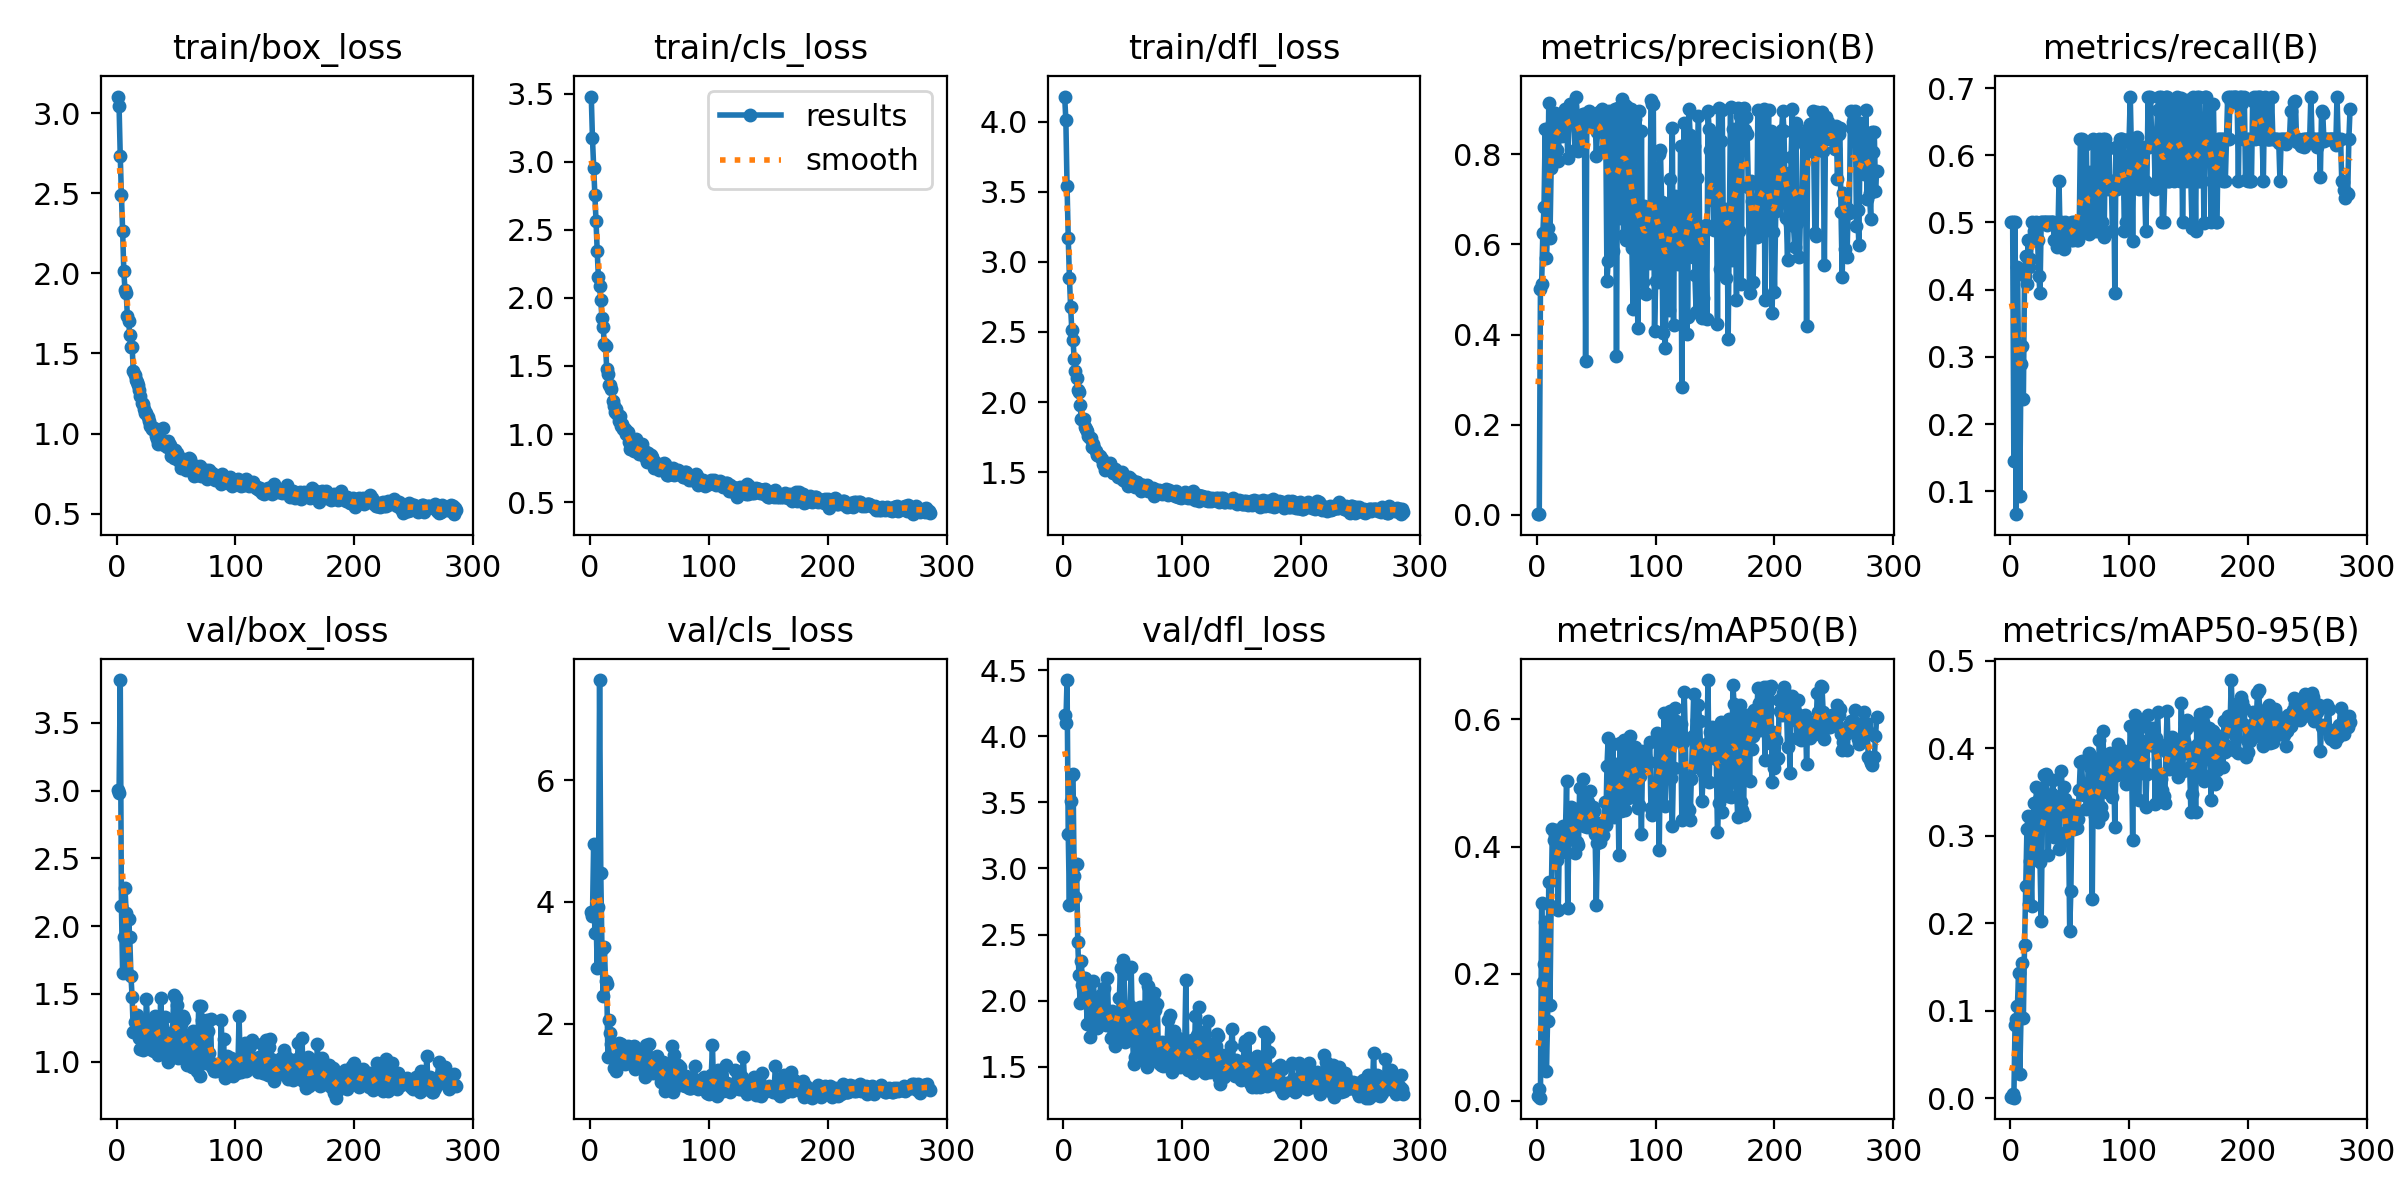 train/box_loss
train/cls_loss
train/dfl_loss
metrics/precision(B)
metrics/recall(B)
3.0
2.5
2.0
1.5
1.0
0.5
0 100 200 300
3.5
3.0
2.5
2.0
1.5
1.0
0.5
results
smooth
0 100 200 300
4.0
3.5
3.0
2.5
2.0
1.5
0 100 200 300
0.8
0.6
0.4
0.2
0.0
0 100 200 300
0.7
0.6
0.5
0.4
0.3
0.2
0.1
0 100 200 300
val/box_loss
val/cls_loss
val/dfl_loss
metrics/mAP50(B)
metrics/mAP50-95(B)
3.5
3.0
2.5
2.0
1.5
1.0
0 100 200 300
6
4
2
0 100 200 300
4.5
4.0
3.5
3.0
2.5
2.0
1.5
0 100 200 300
0.6
0.4
0.2
0.0
0 100 200 300
0.5
0.4
0.3
0.2
0.1
0.0
0 100 200 300